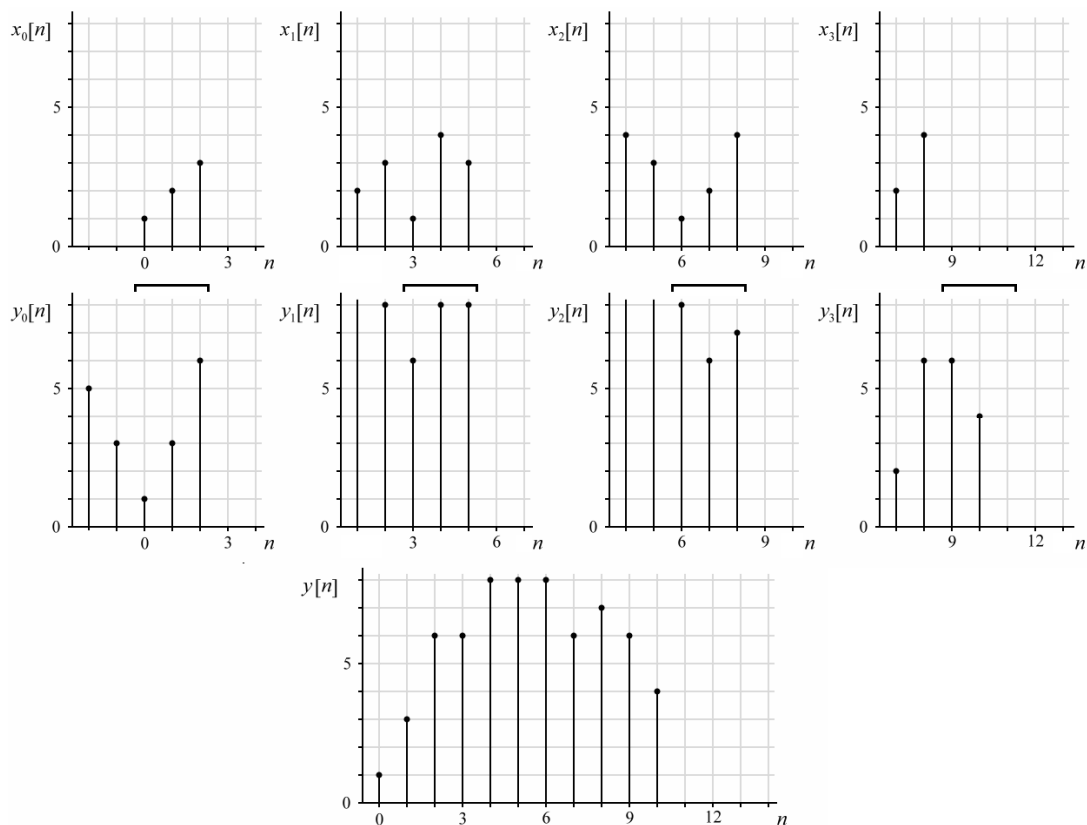 x₀[n] x₁[n] x₂[n] x₃[n]
5 5 5 5
0 0 0 0
0 3 n 3 6 n 6 9 n 9 12 n
y₀[n] y₁[n] y₂[n] y₃[n]
5 5 5 5
0 0 0 0
0 3 n 3 6 n 6 9 n 9 12 n
y[n]
5
0
0 3 6 9 12 n